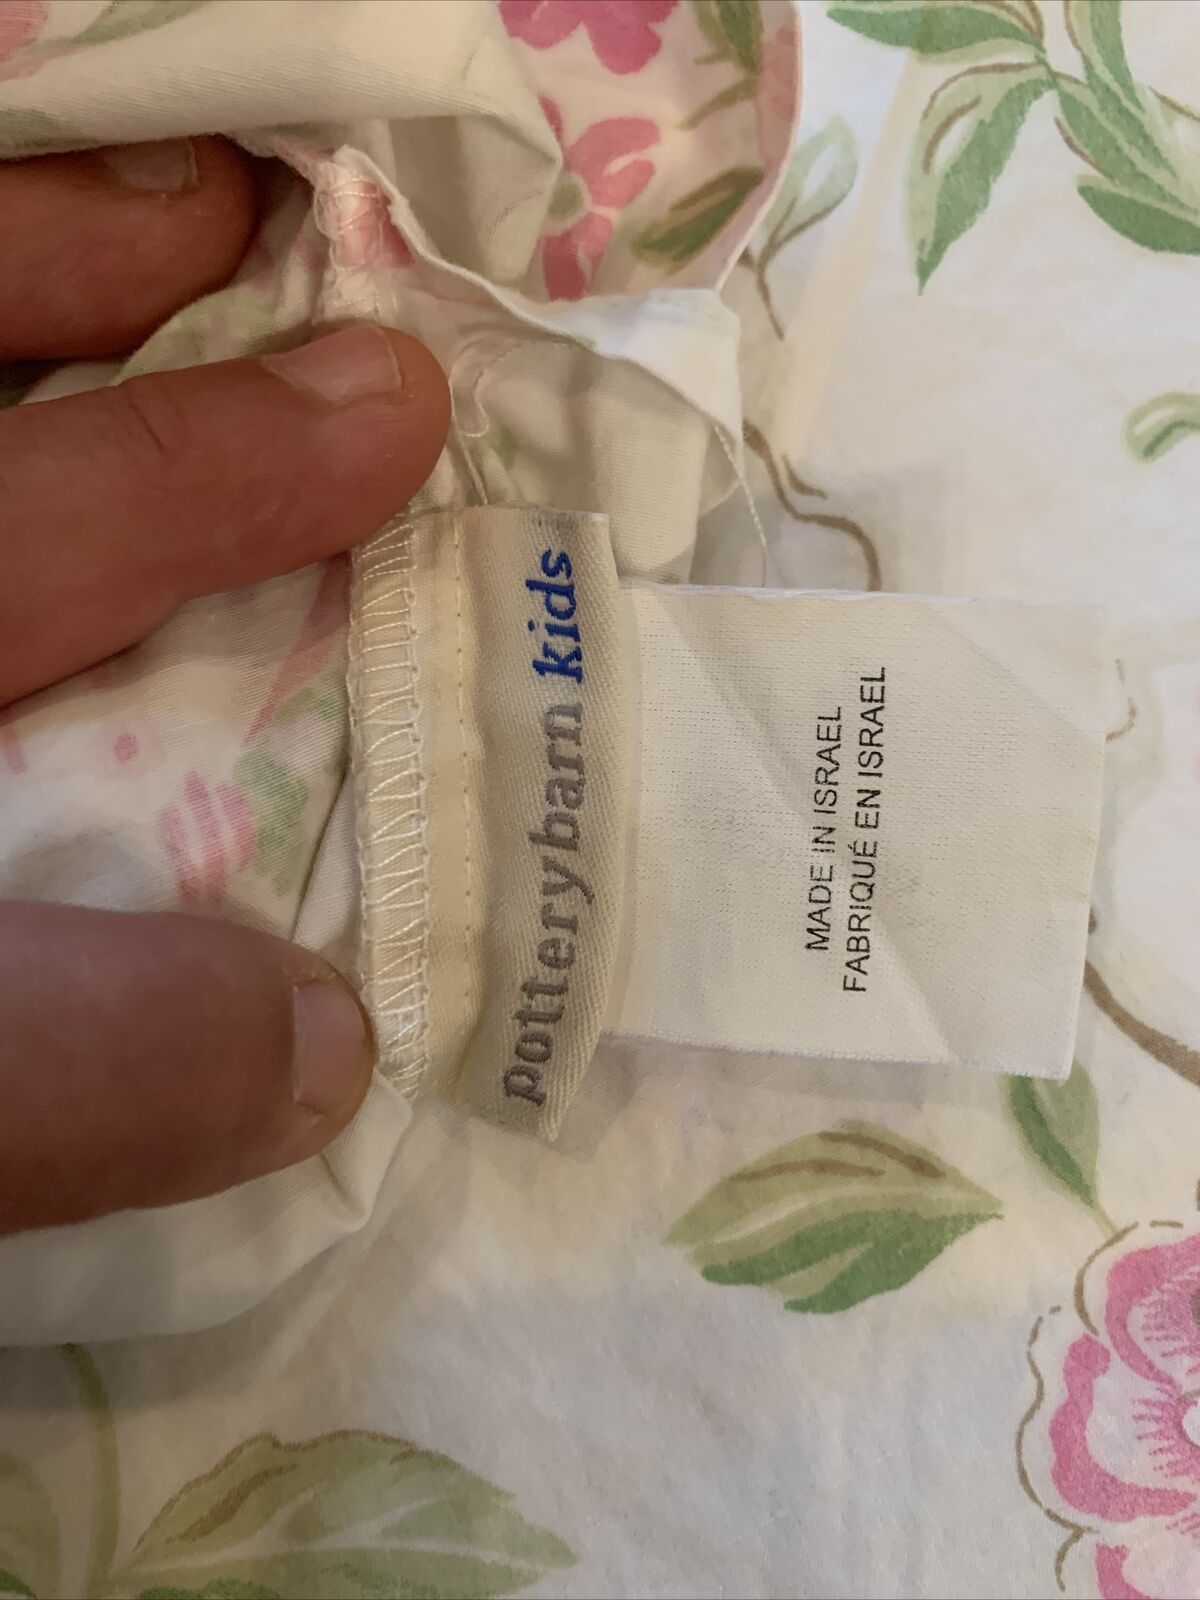 potterybarn kids
MADE IN ISRAEL
FABRIQUÉ EN ISRAEL